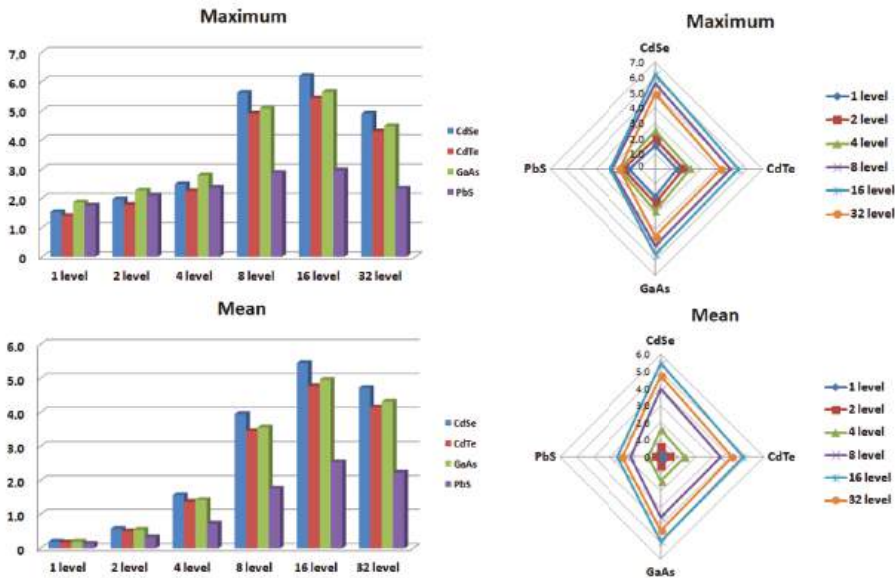 Maximum
7.0
6.0
5.0
4.0
3.0
2.0
1.0
0
1 level 2 level 4 level 8 level 16 level 32 level
CdSe
CdTe
GaAs
PbS
Maximum
CdSe
7.0
6.0
5.0
4.0
3.0
2.0
1.0
0
PbS
CdTe
GaAs
1 level
2 level
4 level
8 level
16 level
32 level
Mean
6.0
5.0
4.0
3.0
2.0
1.0
0
1 level 2 level 4 level 8 level 16 level 32 level
CdSe
CdTe
GaAs
PbS
Mean
CdSe
6.0
5.0
4.0
3.0
2.0
1.0
0
PbS
CdTe
GaAs
1 level
2 level
4 level
8 level
16 level
32 level